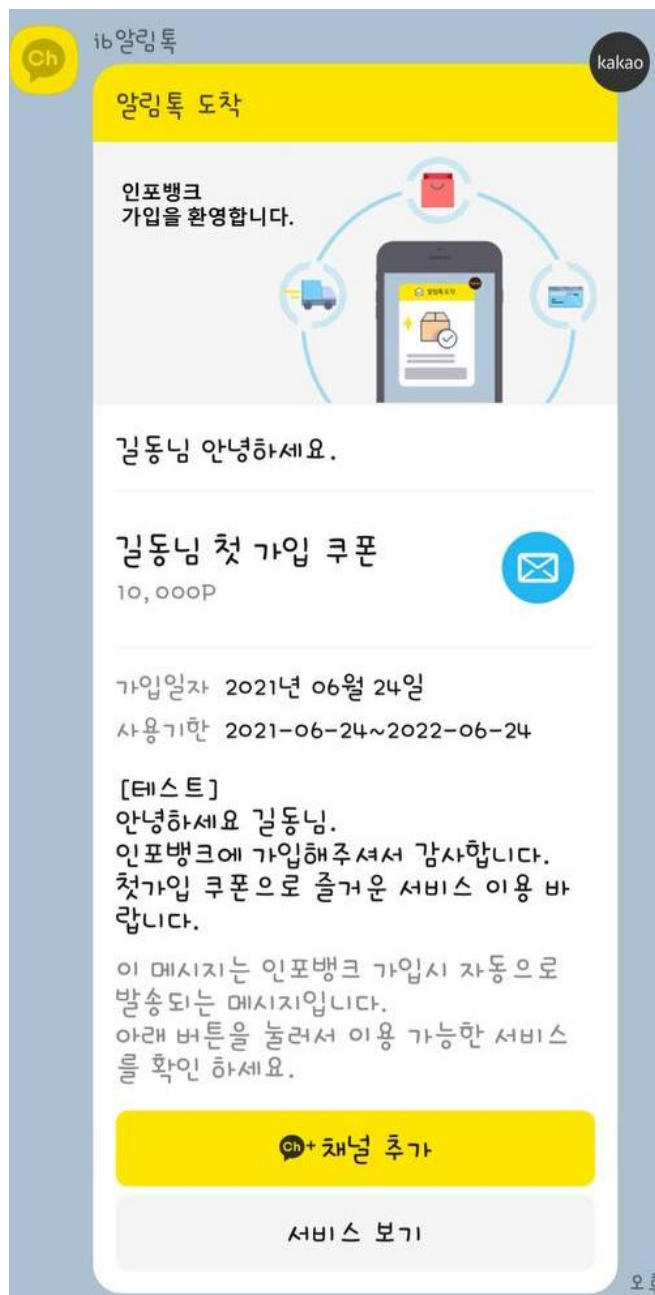 ib알림톡
Ch
kakao
알림톡 도착
인포뱅크
가입을 환영합니다.
알림톡 도착
길동님 안녕하세요.
길동님 첫 가입 쿠폰
10,000P
가입일자 2021년 06월 24일
사용기한 2021-06-24~2022-06-24
[테스트]
안녕하세요 길동님.
인포뱅크에 가입해주셔서 감사합니다.
첫가입 쿠폰으로 즐거운 서비스 이용 바
랍니다.
이 메시지는 인포뱅크 가입시 자동으로
발송되는 메시지입니다.
아래 버튼을 눌러서 이용 가능한 서비스
를 확인 하세요.
Ch+ 채널 추가
서비스 보기